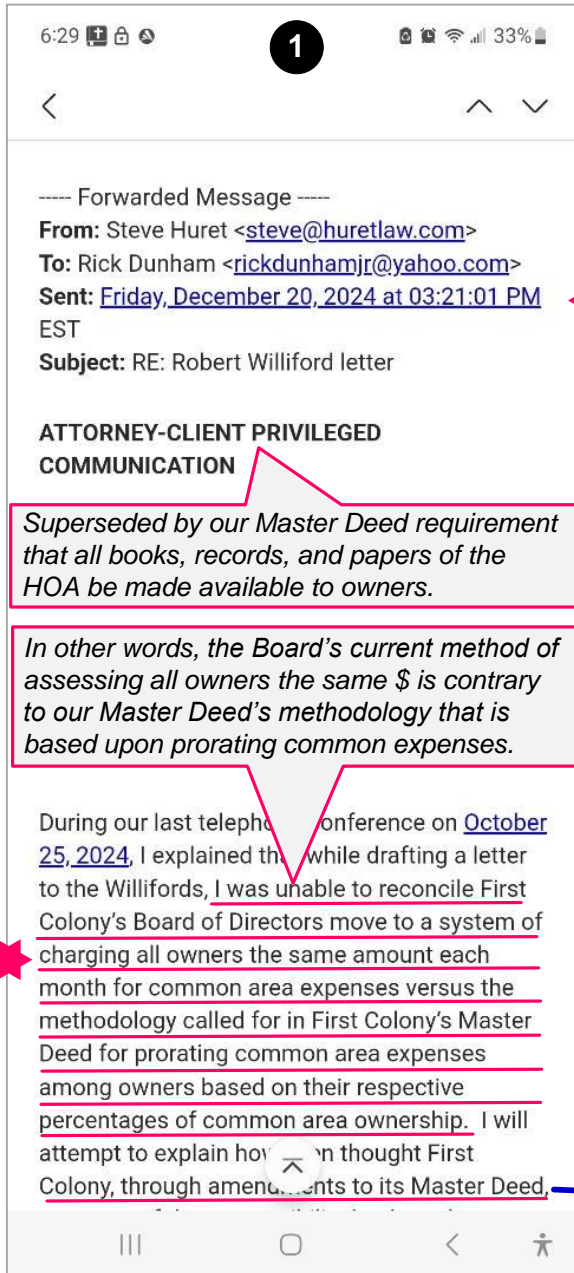 6:29
1
33%
----- Forwarded Message -----
From: Steve Huret <steve@huretlaw.com>
To: Rick Dunham <rickdunhamjr@yahoo.com>
Sent: Friday, December 20, 2024 at 03:21:01 PM
EST
Subject: RE: Robert Williford letter
ATTORNEY-CLIENT PRIVILEGED
COMMUNICATION
Superseded by our Master Deed requirement
that all books, records, and papers of the
HOA be made available to owners.
In other words, the Board's current method of
assessing all owners the same $ is contrary
to our Master Deed's methodology that is
based upon prorating common expenses.
During our last conference on October
25, 2024, I explained while drafting a letter
to the Willifords, I was unable to reconcile First
Colony's Board of Directors move to a system of
charging all owners the same amount each
month for common area expenses versus the
methodology called for in First Colony's Master
Deed for prorating common area expenses
among owners based on their respective
percentages of common area ownership. I will
attempt to explain thought First
Colony, through amendments to its Master Deed,